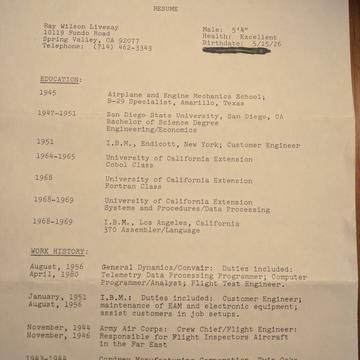 RESUME
Ray Wilson Livesay
10119 Fondo Road
Spring Valley, CA 92077
Telephone: (714) 462-3343
Male: 5'4"
Health: Excellent
Birthdate: 5/15/26
EDUCATION:
1945 Airplane and Engine Mechanics School;
B-29 Specialist, Amarillo, Texas
1947-1951 San Diego State University, San Diego, CA
Bachelor of Science Degree
Engineering/Economics
1951 I.B.M., Endicott, New York; Customer Engineer
1964-1965 University of California Extension
Cobol Class
1968 University of California Extension
Fortran Class
1968-1969 University of California Extension
Systems and Procedures/Data Processing
1968-1969 I.B.M., Los Angeles, California
370 Assembler/Language
WORK HISTORY:
August, 1956 General Dynamics/Convair: Duties included:
April, 1980 Telemetry Data Processing Programmer; Computer
Programmer/Analyst; Flight Test Engineer.
January, 1951 I.B.M.: Duties included: Customer Engineer;
August, 1956 maintenance of EAM and electronic equipment;
assist customers in job setups.
November, 1944 Army Air Corps: Crew Chief/Flight Engineer:
November, 1946 Responsible for Flight Inspectors Aircraft
in the Far East